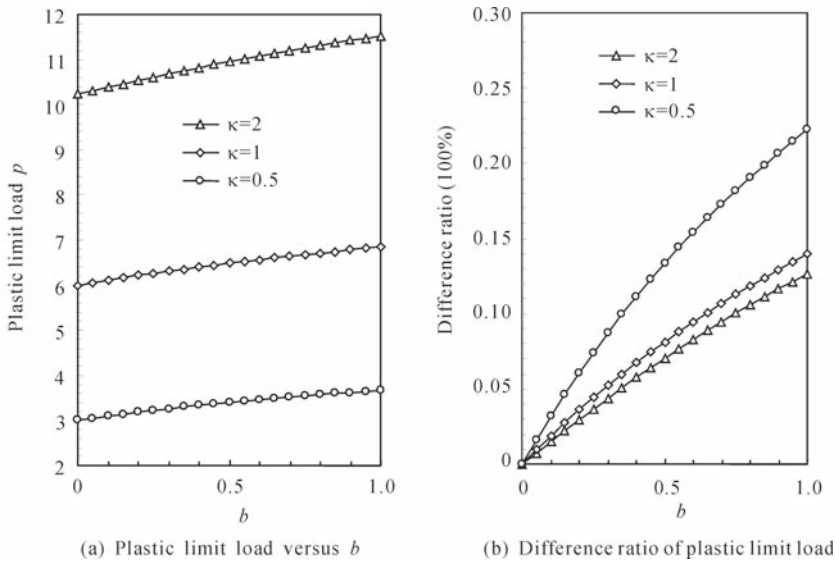 12
11
10
9
8
7
6
5
4
3
2
Plastic limit load p
κ=2
κ=1
κ=0.5
0
0.5
1.0
b
(a) Plastic limit load versus b
0.30
0.25
0.20
0.15
0.10
0.05
0
Difference ratio (100%)
κ=2
κ=1
κ=0.5
0
0.5
1.0
b
(b) Difference ratio of plastic limit load